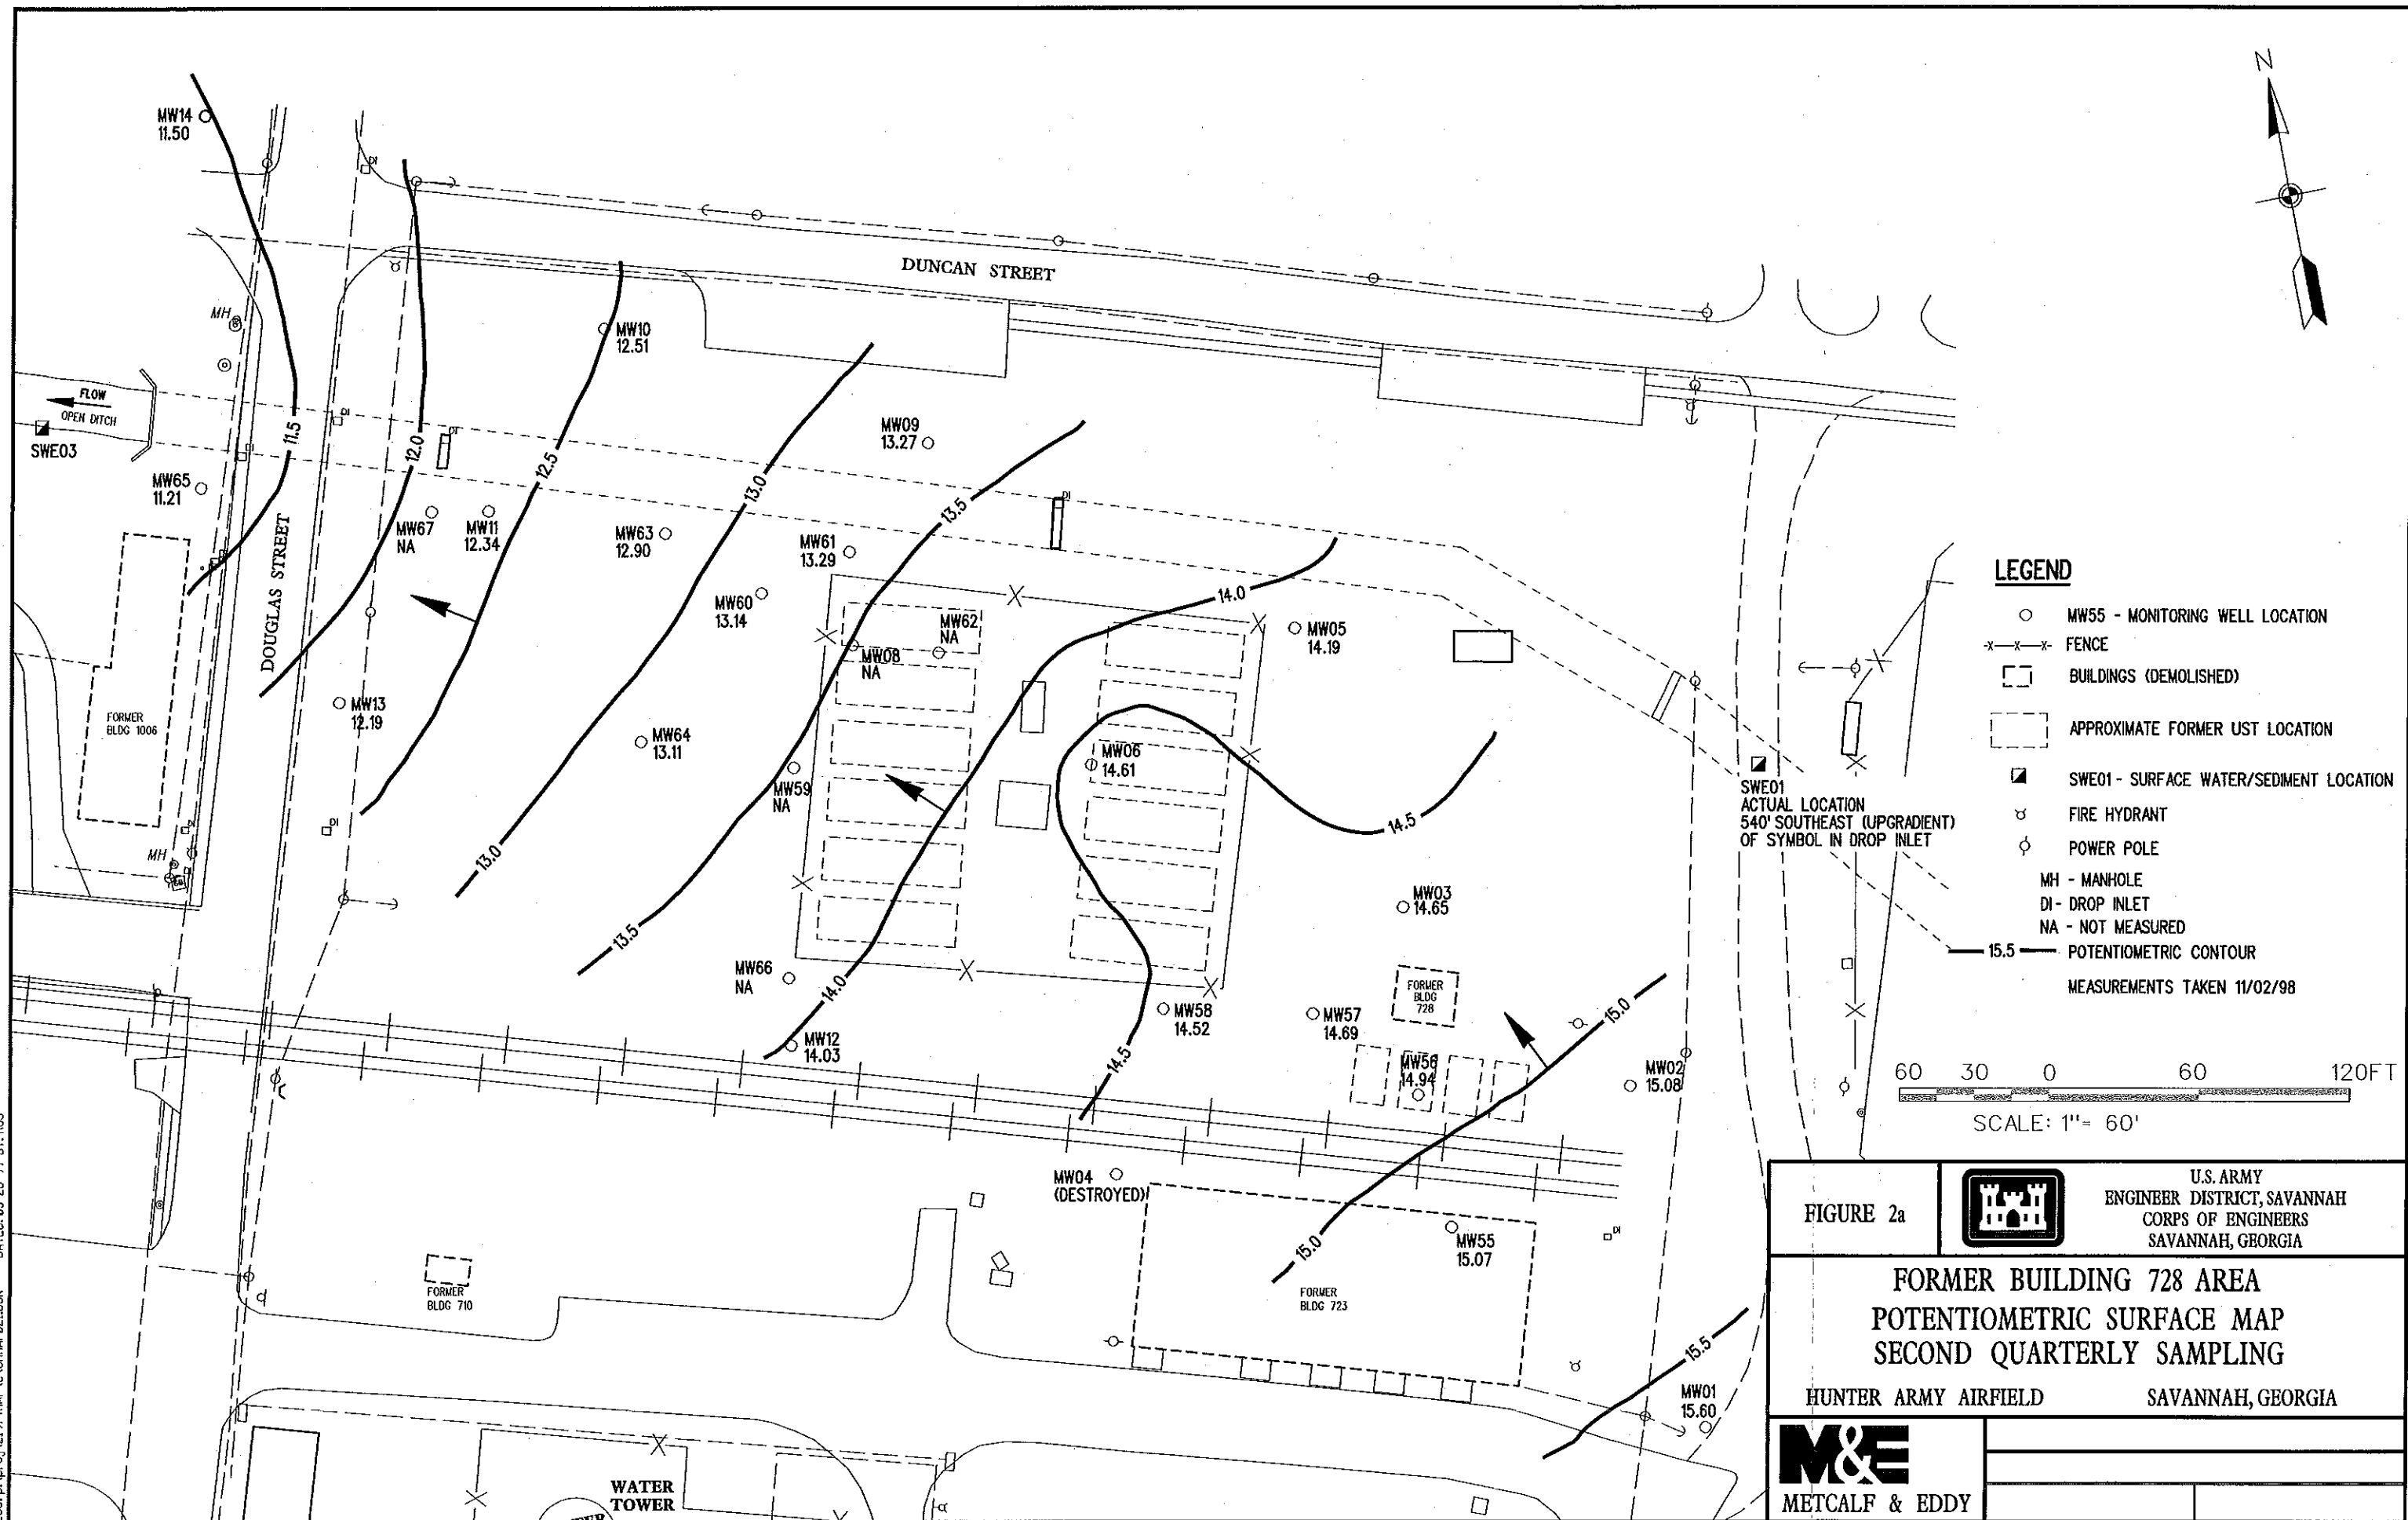 N
MW14
11.50
DI
DUNCAN STREET
MH
MW10
12.51
FLOW
OPEN DITCH
DI
DI
DI
SWE03
11.5
12.0
12.5
13.0
MW09
13.27
13.5
DI
MW65
11.21
MW67
NA
MW11
12.34
MW63
12.90
MW61
13.29
DOUGLAS STREET
MW60
13.14
MW62
NA
MW08
NA
14.0
MW05
14.19
FORMER
BLDG 1006
MW13
12.19
MW64
13.11
MW59
NA
MW06
14.61
14.5
SWE01
ACTUAL LOCATION
540' SOUTHEAST (UPGRADIENT)
OF SYMBOL IN DROP INLET
DI
DI
MH
13.0
13.5
MW03
14.65
MW66
NA
14.0
MW12
14.03
MW58
14.52
14.5
MW57
14.69
FORMER
BLDG
728
15.0
MW56
14.94
MW02
15.08
MW04
(DESTROYED)
15.0
MW55
15.07
DI
FORMER
BLDG 710
FORMER
BLDG 723
15.5
MW01
15.60
WATER
TOWER
LEGEND
MW55 - MONITORING WELL LOCATION
-x-x-x- FENCE
BUILDINGS (DEMOLISHED)
APPROXIMATE FORMER UST LOCATION
SWE01 - SURFACE WATER/SEDIMENT LOCATION
FIRE HYDRANT
POWER POLE
MH - MANHOLE
DI - DROP INLET
NA - NOT MEASURED
15.5 POTENTIOMETRIC CONTOUR
MEASUREMENTS TAKEN 11/02/98
60 30 0 60 120FT
SCALE: 1"= 60'
FIGURE 2a
U.S. ARMY
ENGINEER DISTRICT, SAVANNAH
CORPS OF ENGINEERS
SAVANNAH, GEORGIA
FORMER BUILDING 728 AREA
POTENTIOMETRIC SURFACE MAP
SECOND QUARTERLY SAMPLING
HUNTER ARMY AIRFIELD SAVANNAH, GEORGIA
M&E
METCALF & EDDY